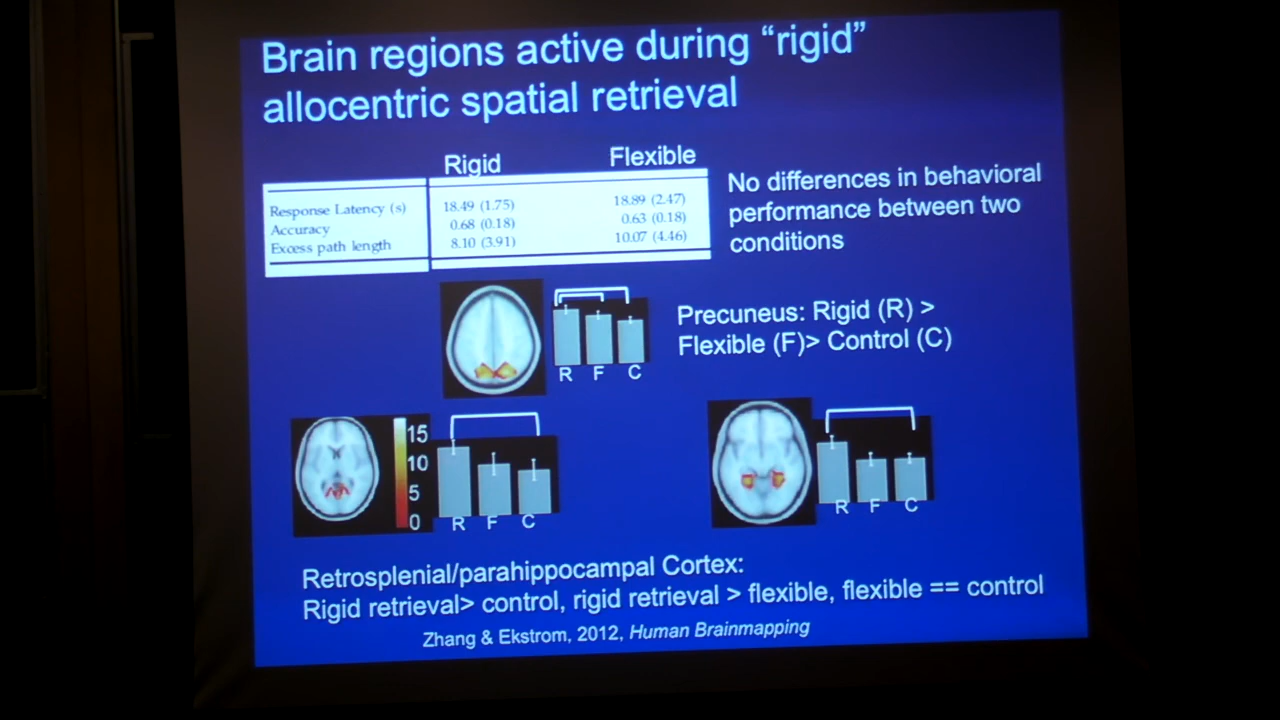 Brain regions active during “rigid”
allocentric spatial retrieval
Rigid Flexible
Response Latency (s) 18.49 (1.75) 18.89 (2.47)
Accuracy 0.68 (0.18) 0.63 (0.18)
Excess path length 8.10 (3.91) 10.07 (4.46)
No differences in behavioral
performance between two
conditions
R F C
Precuneus: Rigid (R) >
Flexible (F)> Control (C)
15
10
5
0
R F C
R F C
Retrosplenial/parahippocampal Cortex:
Rigid retrieval> control, rigid retrieval > flexible, flexible == control
Zhang & Ekstrom, 2012, Human Brainmapping